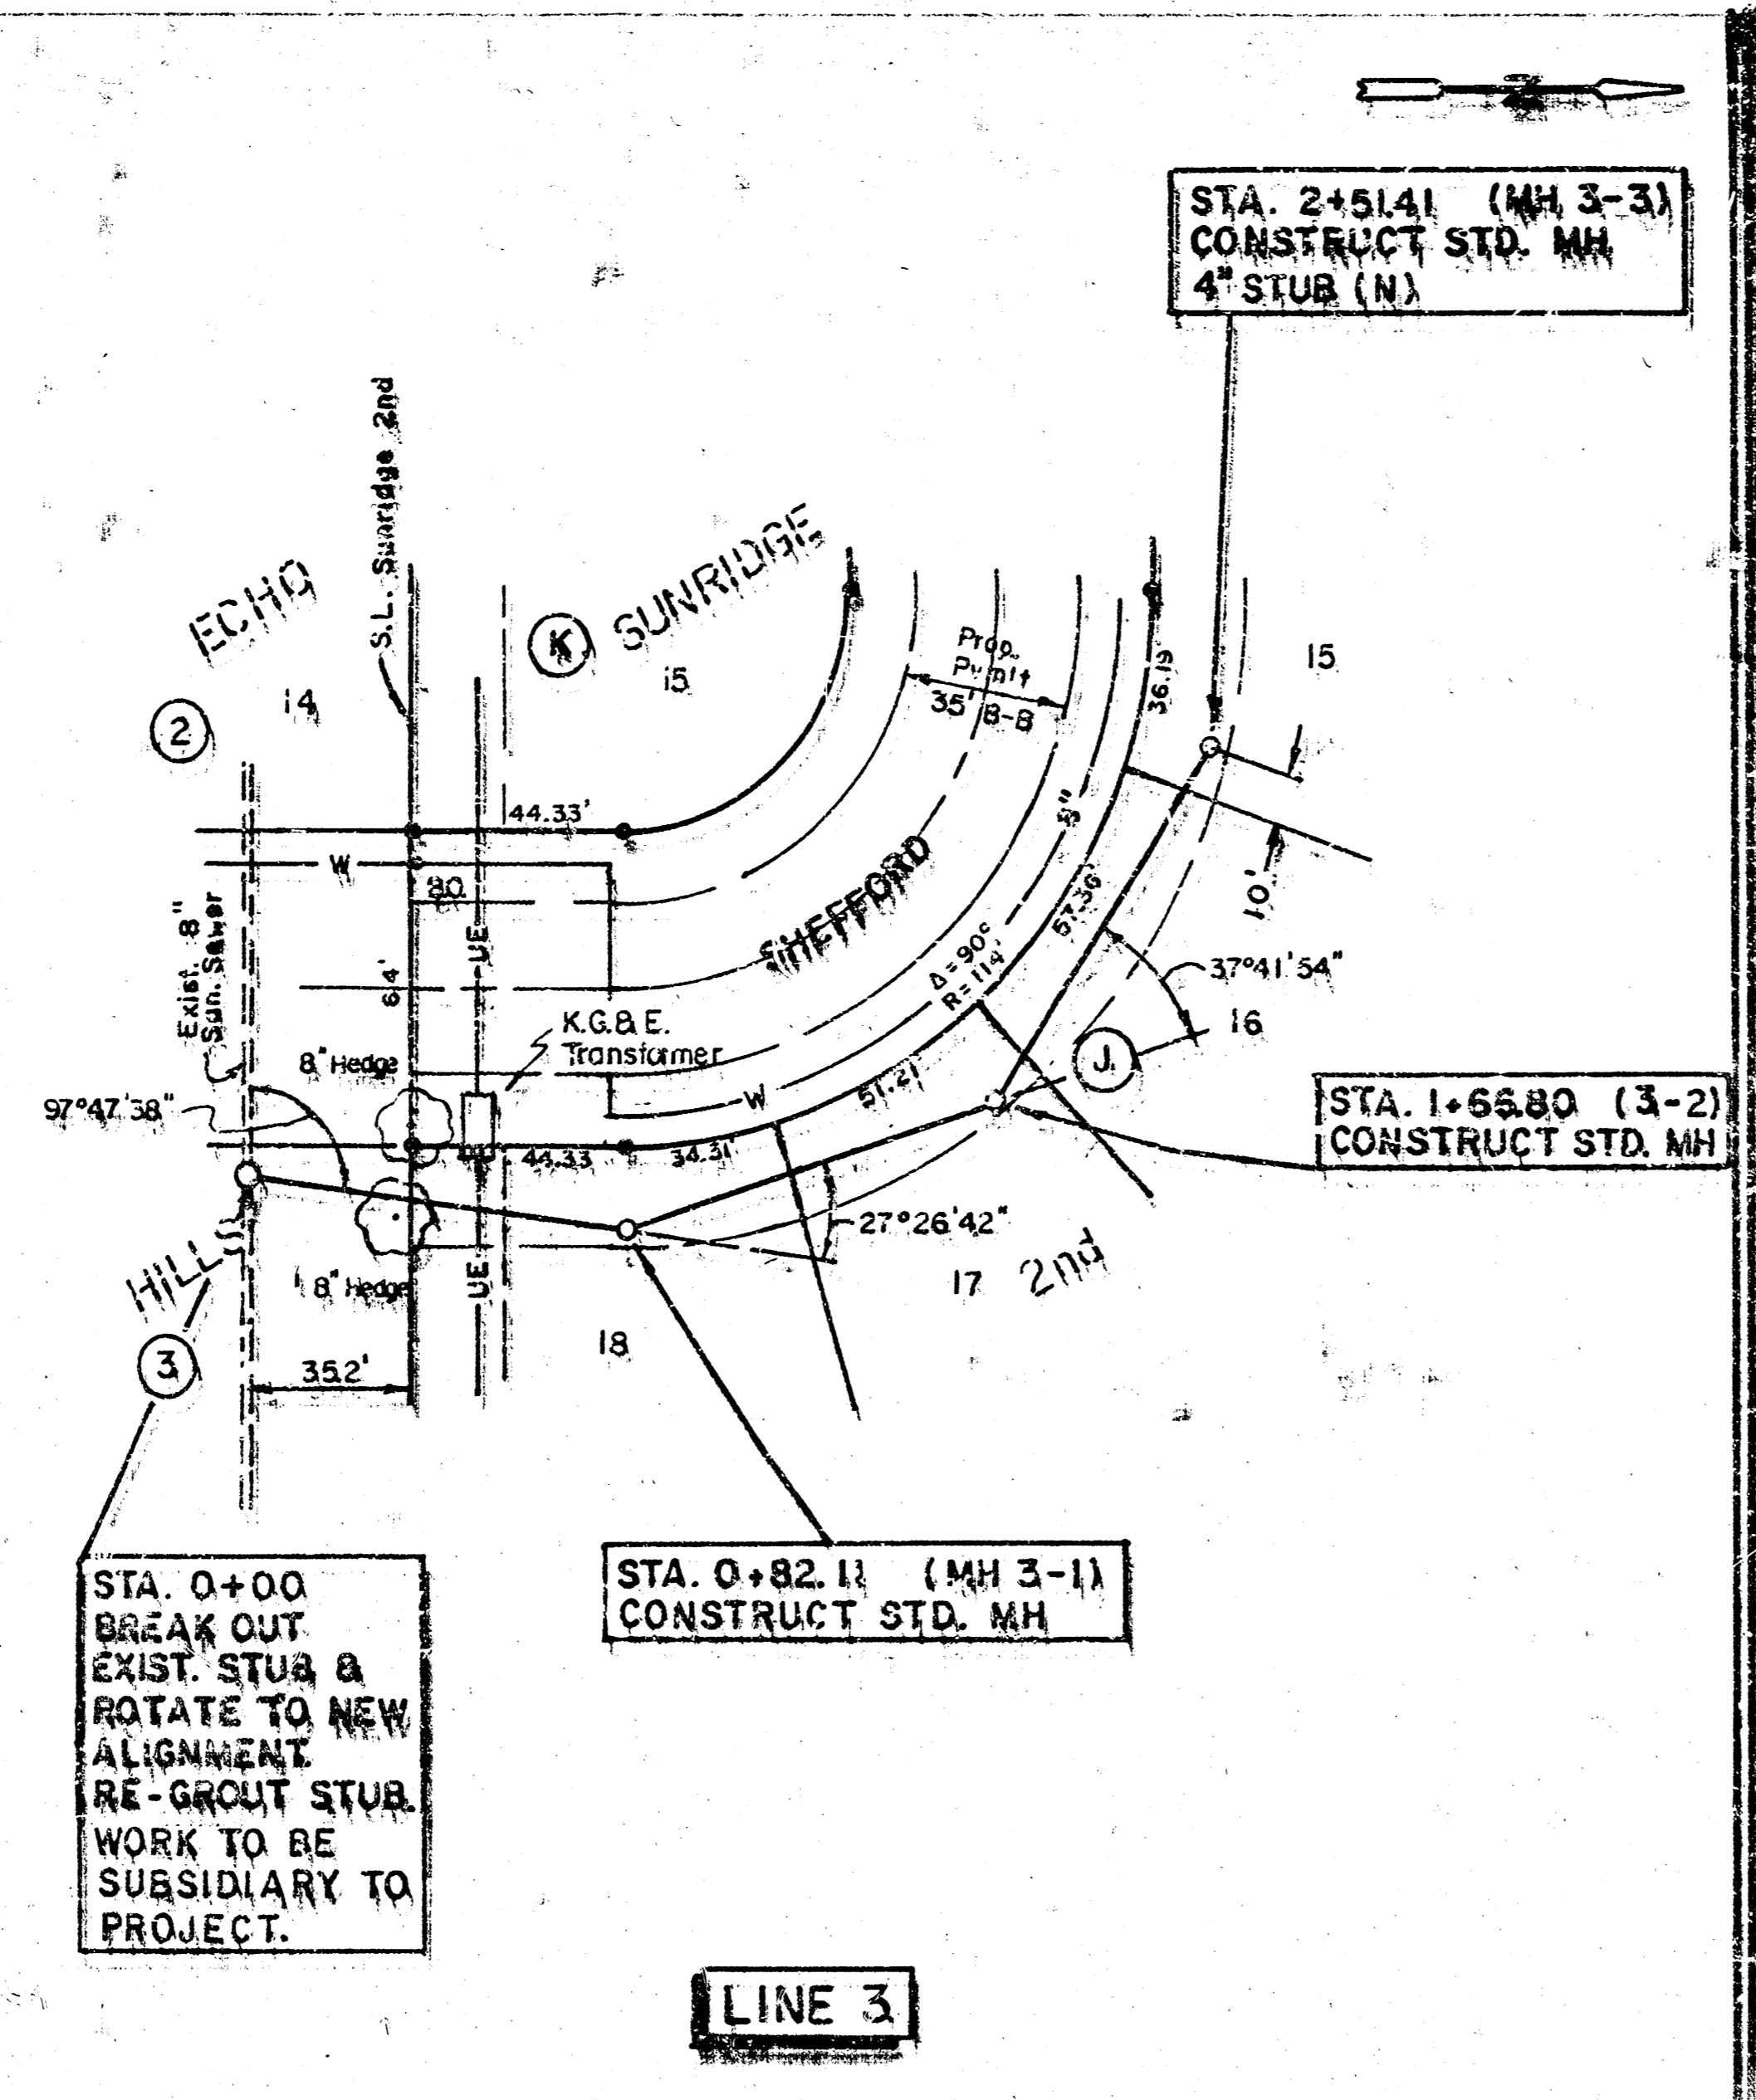 N
STA. 2+51.41 (MH 3-3)
CONSTRUCT STD. MH
4" STUB (N)
S.L. Sunridge 2nd
ECHO
K
SUNRIDGE
14
15
2
Prop.
Pvmt
35' B-B
36.19
15
44.33'
W
80
Exist. 8"
San. Sewer
64'
UE
SHEFFORD
8"
57.36
10'
Δ=90°
R=114'
37°41'54"
16
K.G.& E.
Transformer
8" Hedge
J
97°47'38"
W
51.21
STA. 1+66.80 (3-2)
CONSTRUCT STD. MH
44.33
34.31'
27°26'42"
HILLS
8" Hedge
UE
17
2nd
18
3
35.2'
STA. 0+00
BREAK OUT
EXIST. STUB &
ROTATE TO NEW
ALIGNMENT.
RE-GROUT STUB.
WORK TO BE
SUBSIDIARY TO
PROJECT.
STA. 0+82.11 (MH 3-1)
CONSTRUCT STD. MH
LINE 3